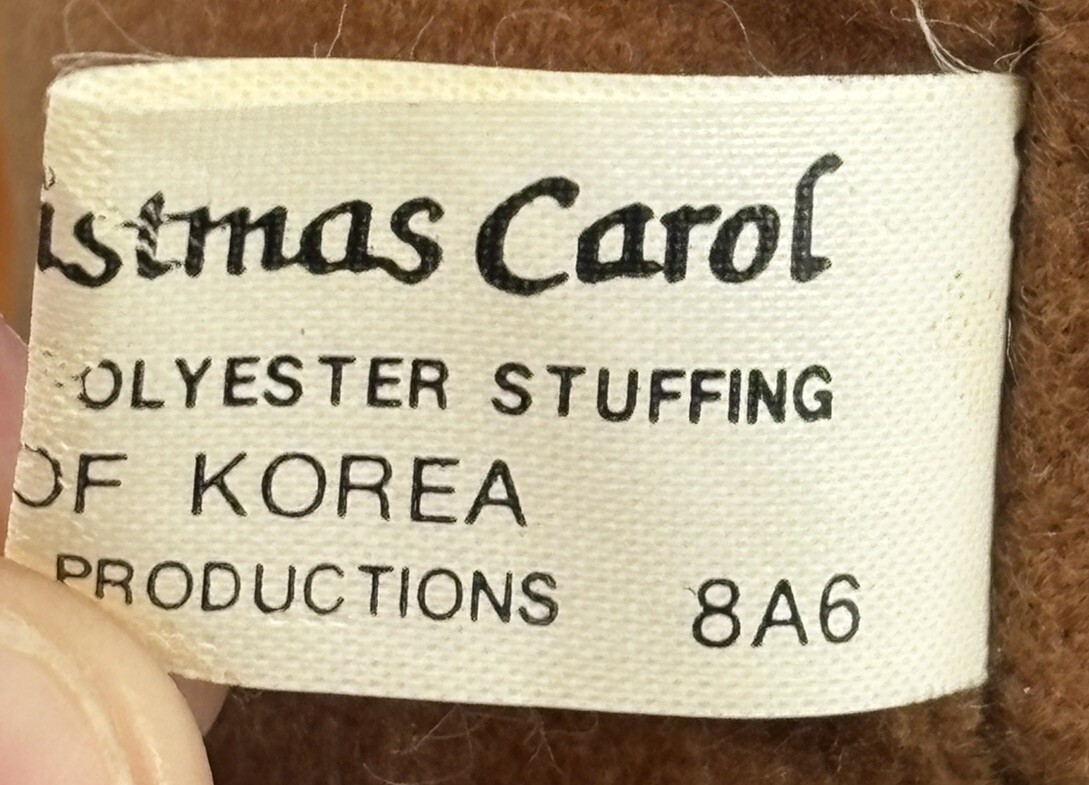 istmas Carol
OLYESTER STUFFING
OF KOREA
PRODUCTIONS 8A6